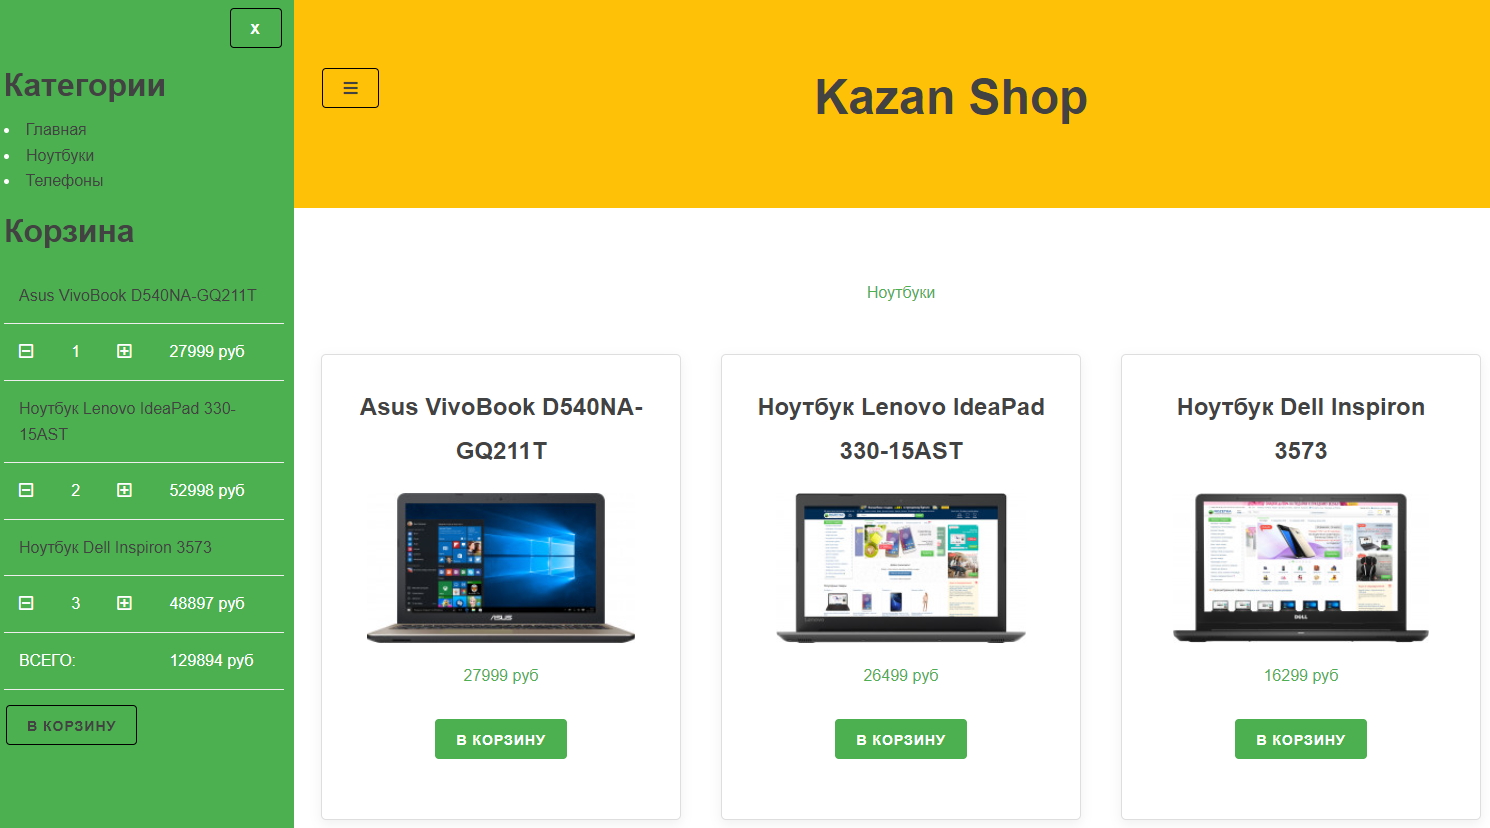 x
Категории
Главная
Ноутбуки
Телефоны
Корзина
Asus VivoBook D540NA-GQ211T
1 27999 руб
Ноутбук Lenovo IdeaPad 330-
15AST
2 52998 руб
Ноутбук Dell Inspiron 3573
3 48897 руб
ВСЕГО: 129894 руб
В КОРЗИНУ
Kazan Shop
Ноутбуки
Asus VivoBook D540NA-
GQ211T
ASUS
27999 руб
В КОРЗИНУ
Ноутбук Lenovo IdeaPad
330-15AST
26499 руб
В КОРЗИНУ
Ноутбук Dell Inspiron
3573
DELL
16299 руб
В КОРЗИНУ